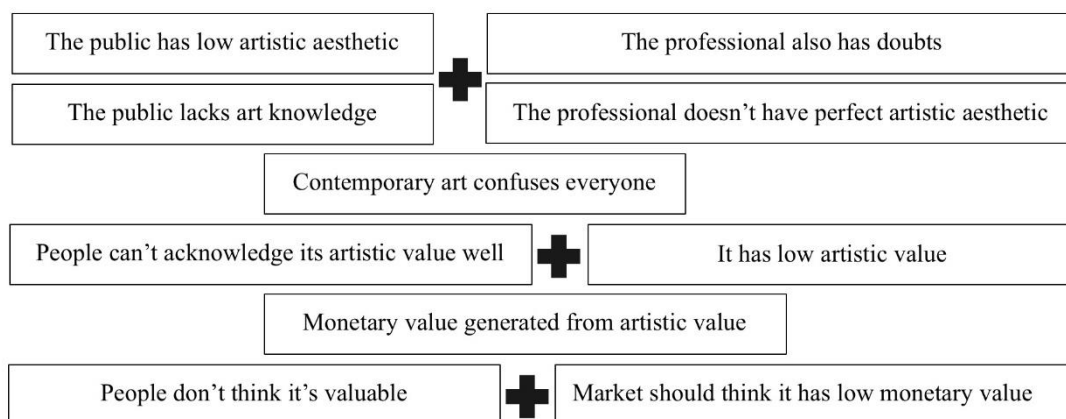 The public has low artistic aesthetic
The professional also has doubts
The public lacks art knowledge
The professional doesn't have perfect artistic aesthetic
Contemporary art confuses everyone
People can't acknowledge its artistic value well
It has low artistic value
Monetary value generated from artistic value
People don't think it's valuable
Market should think it has low monetary value